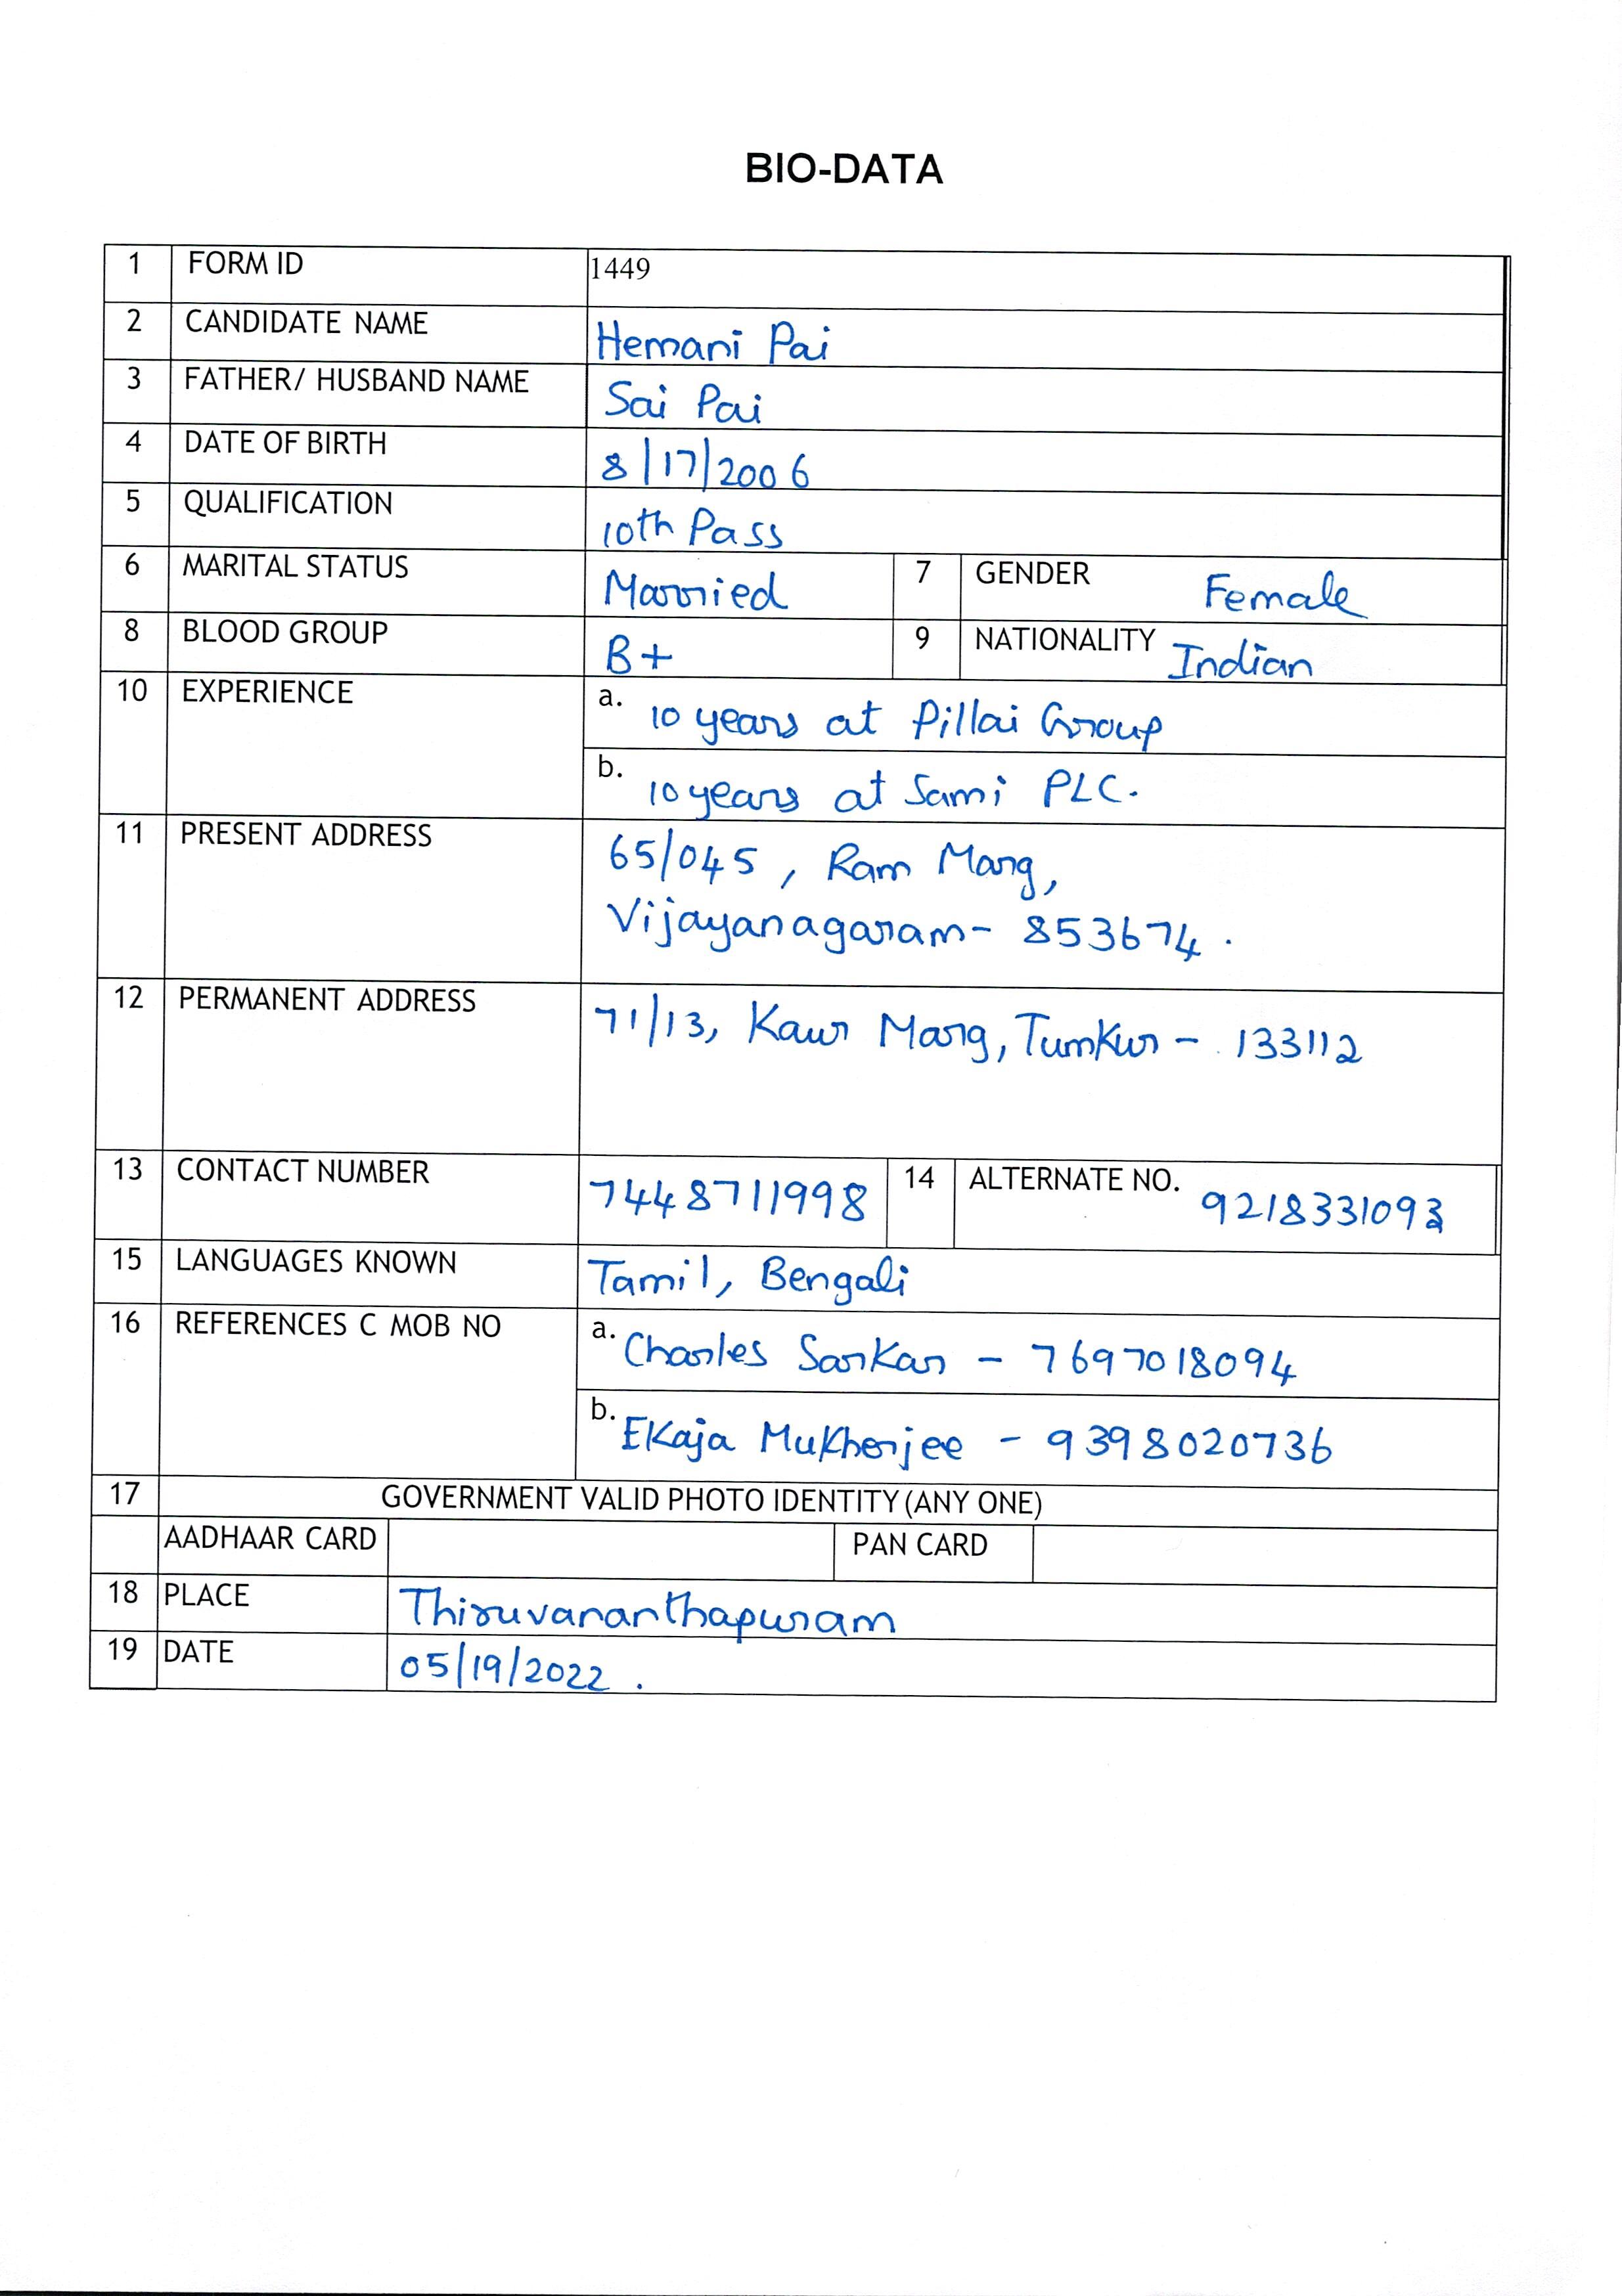 BIO-DATA
1 FORM ID 1449
2 CANDIDATE NAME Hemani Pai
3 FATHER/ HUSBAND NAME Sai Pai
4 DATE OF BIRTH 8/17/2006
5 QUALIFICATION 10th Pass
6 MARITAL STATUS Married 7 GENDER Female
8 BLOOD GROUP B+ 9 NATIONALITY Indian
10 EXPERIENCE a. 10 years at Pillai Group
b. 10 years at Sami PLC.
11 PRESENT ADDRESS 65/045, Ram Marg,
Vijayanagaram- 853674.
12 PERMANENT ADDRESS 71/13, Kaur Marg, Tumkur - 133112
13 CONTACT NUMBER 7448711998 14 ALTERNATE NO. 9218331093
15 LANGUAGES KNOWN Tamil, Bengali
16 REFERENCES C MOB NO a. Charles Sarkar - 7697018094
b. Ekaja Mukherjee - 9398020736
17 GOVERNMENT VALID PHOTO IDENTITY (ANY ONE)
AADHAAR CARD PAN CARD
18 PLACE Thiruvananthapuram
19 DATE 05/19/2022.